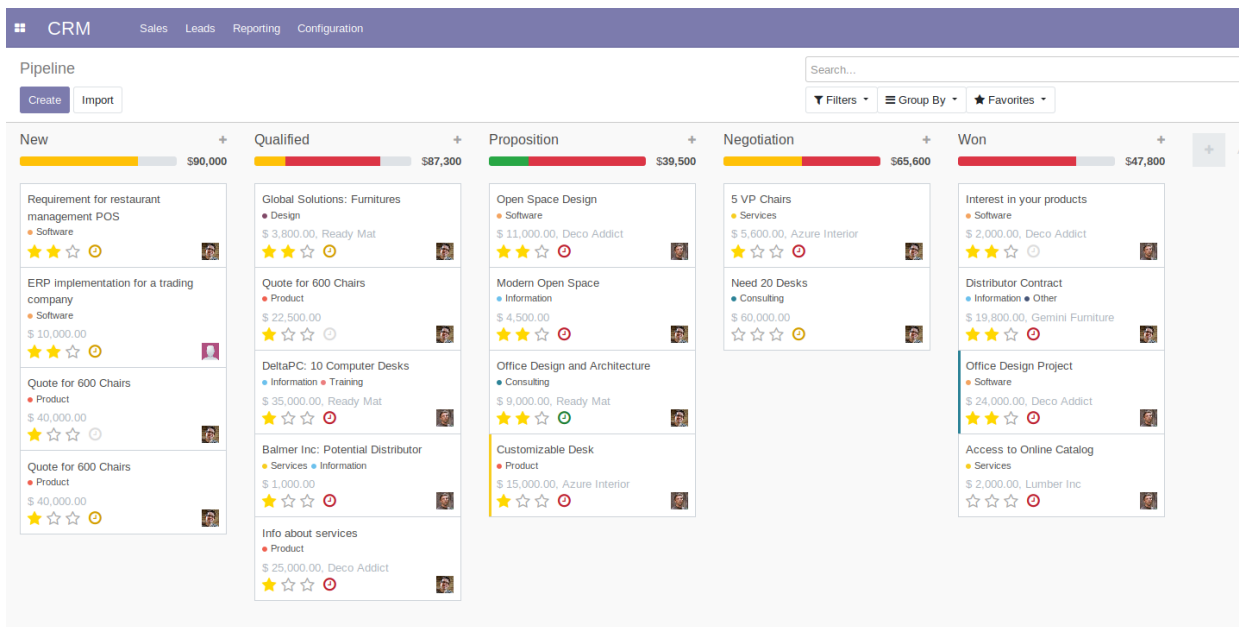 CRM Sales Leads Reporting Configuration
Pipeline
Search...
Create Import
Filters Group By Favorites
New +
$90,000
Requirement for restaurant
management POS
Software
ERP implementation for a trading
company
Software
$ 10,000.00
Quote for 600 Chairs
Product
$ 40,000.00
Quote for 600 Chairs
Product
$ 40,000.00
Qualified +
$87,300
Global Solutions: Furnitures
Design
$ 3,800.00, Ready Mat
Quote for 600 Chairs
Product
$ 22,500.00
DeltaPC: 10 Computer Desks
Information Training
$ 35,000.00, Ready Mat
Balmer Inc: Potential Distributor
Services Information
$ 1,000.00
Info about services
Product
$ 25,000.00, Deco Addict
Proposition +
$39,500
Open Space Design
Software
$ 11,000.00, Deco Addict
Modern Open Space
Information
$ 4,500.00
Office Design and Architecture
Consulting
$ 9,000.00, Ready Mat
Customizable Desk
Product
$ 15,000.00, Azure Interior
Negotiation +
$65,600
5 VP Chairs
Services
$ 5,600.00, Azure Interior
Need 20 Desks
Consulting
$ 60,000.00
Won +
$47,800
Interest in your products
Software
$ 2,000.00, Deco Addict
Distributor Contract
Information Other
$ 19,800.00, Gemini Furniture
Office Design Project
Software
$ 24,000.00, Deco Addict
Access to Online Catalog
Services
$ 2,000.00, Lumber Inc
+